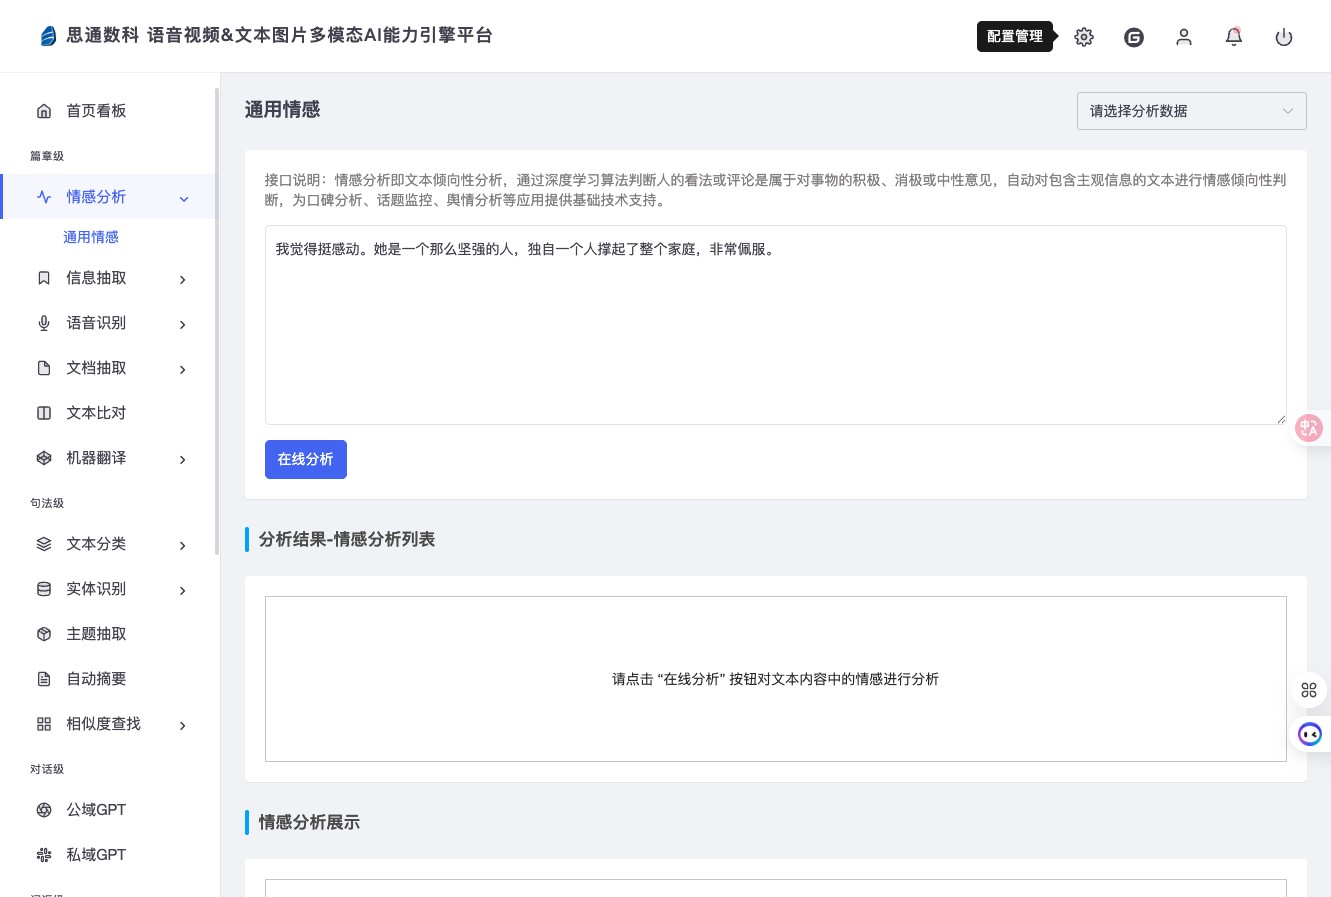 思通数科 语音视频&文本图片多模态AI能力引擎平台
配置管理
首页看板
篇章级
情感分析
通用情感
信息抽取
语音识别
文档抽取
文本比对
机器翻译
句法级
文本分类
实体识别
主题抽取
自动摘要
相似度查找
对话级
公域GPT
私域GPT
通用情感
请选择分析数据
接口说明：情感分析即文本倾向性分析，通过深度学习算法判断人的看法或评论是属于对事物的积极、消极或中性意见，自动对包含主观信息的文本进行情感倾向性判
断，为口碑分析、话题监控、舆情分析等应用提供基础技术支持。
我觉得挺感动。她是一个那么坚强的人，独自一个人撑起了整个家庭，非常佩服。
在线分析
分析结果-情感分析列表
请点击 “在线分析” 按钮对文本内容中的情感进行分析
情感分析展示